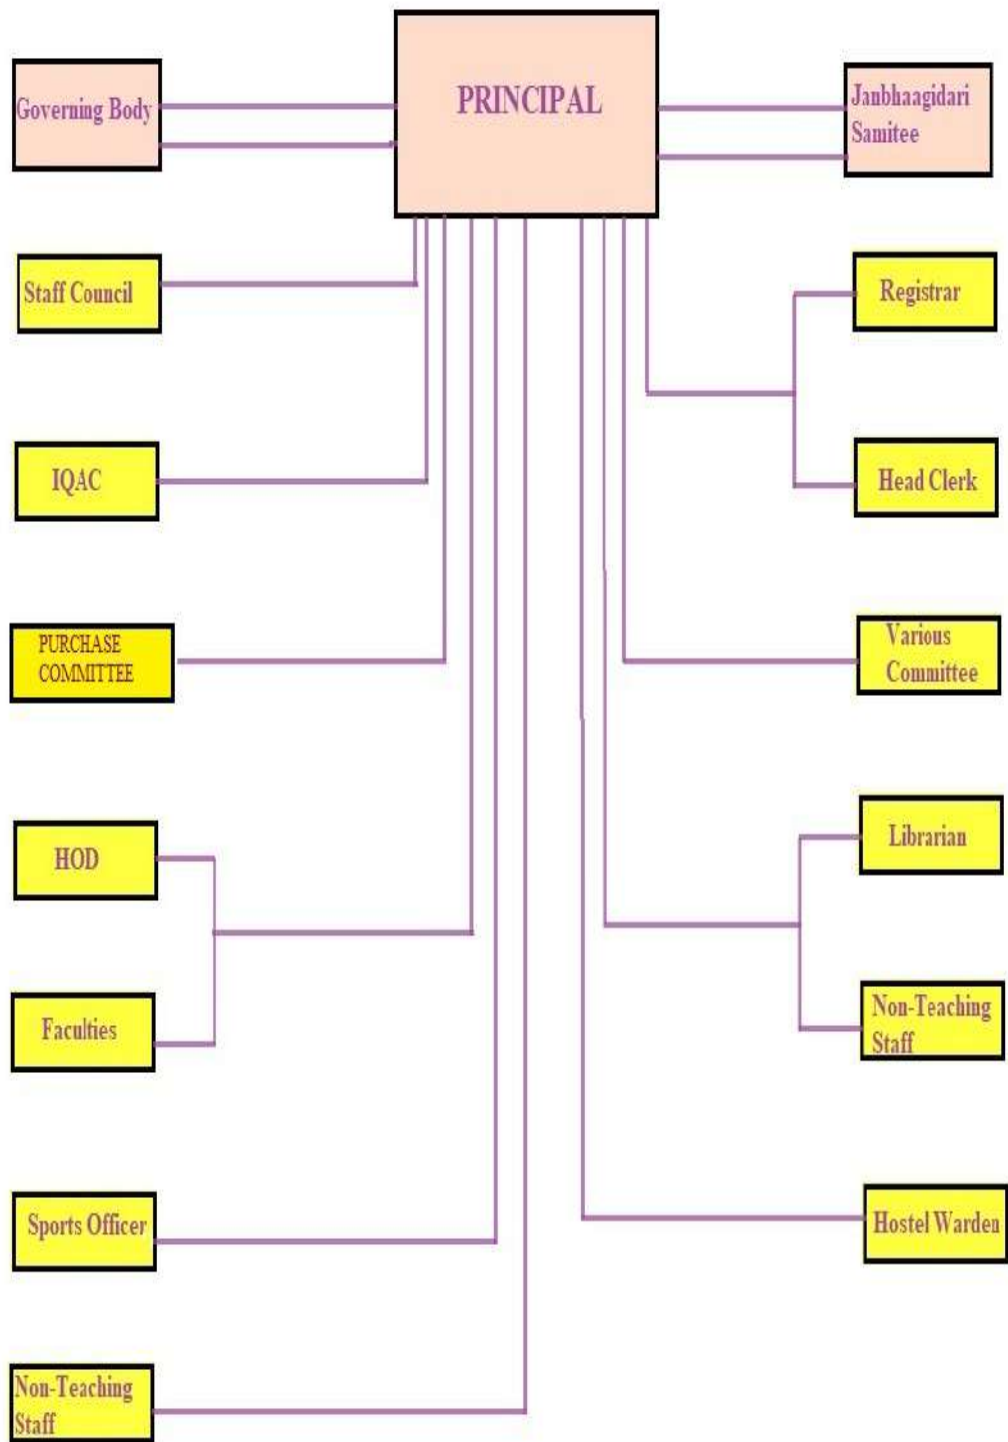 PRINCIPAL
Governing Body
Janbhaagidari
Samitee
Staff Council
Registrar
IQAC
Head Clerk
PURCHASE
COMMITTEE
Various
Committee
HOD
Librarian
Faculties
Non-Teaching
Staff
Sports Officer
Hostel Warden
Non-Teaching
Staff